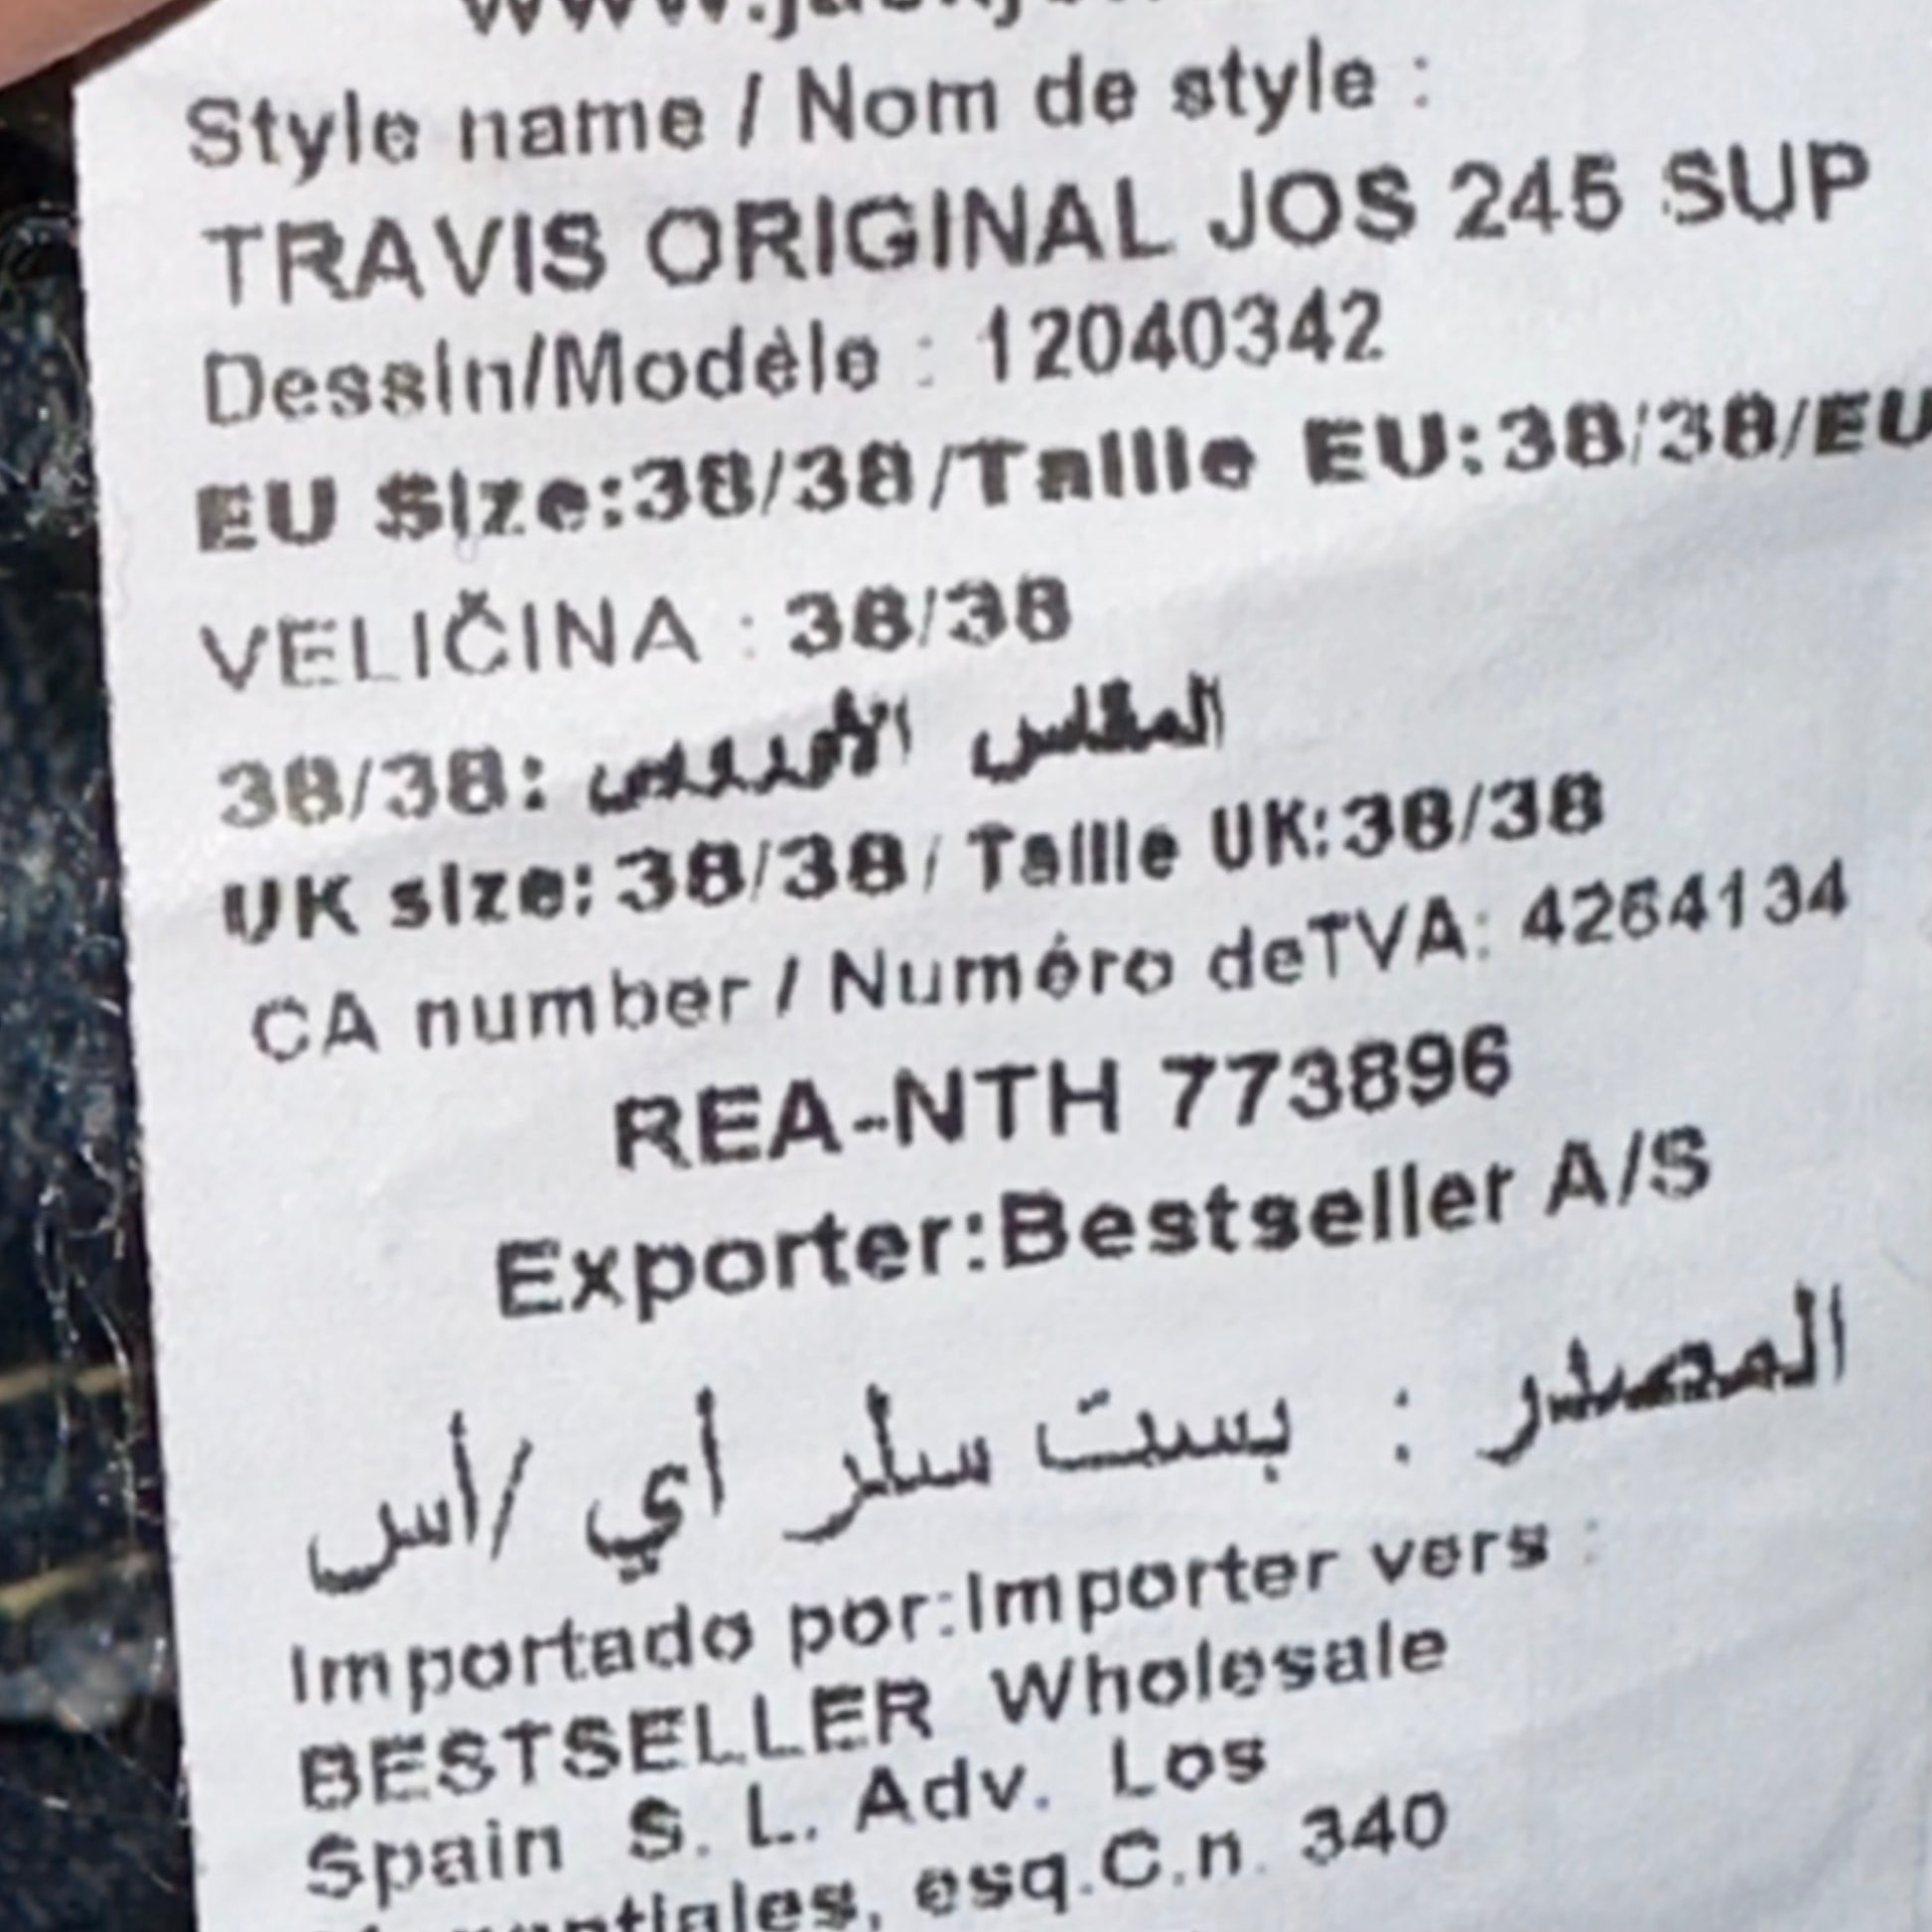 Style name / Nom de style :
TRAVIS ORIGINAL JOS 245 SUP
Dessin/Modèle : 12040342
EU Size:38/38/Taille EU:38/38/EU
VELIČINA : 38/38
38/38: المقاس الأوروبي
UK size: 38/38/ Taille UK:38/38
CA number / Numéro deTVA: 4264134
REA-NTH 773896
Exporter:Bestseller A/S
المصدر : بست سلر أي /أس
Importado por:Importer vers :
BESTSELLER Wholesale
Spain S. L. Adv. Los
esq.C.n. 340